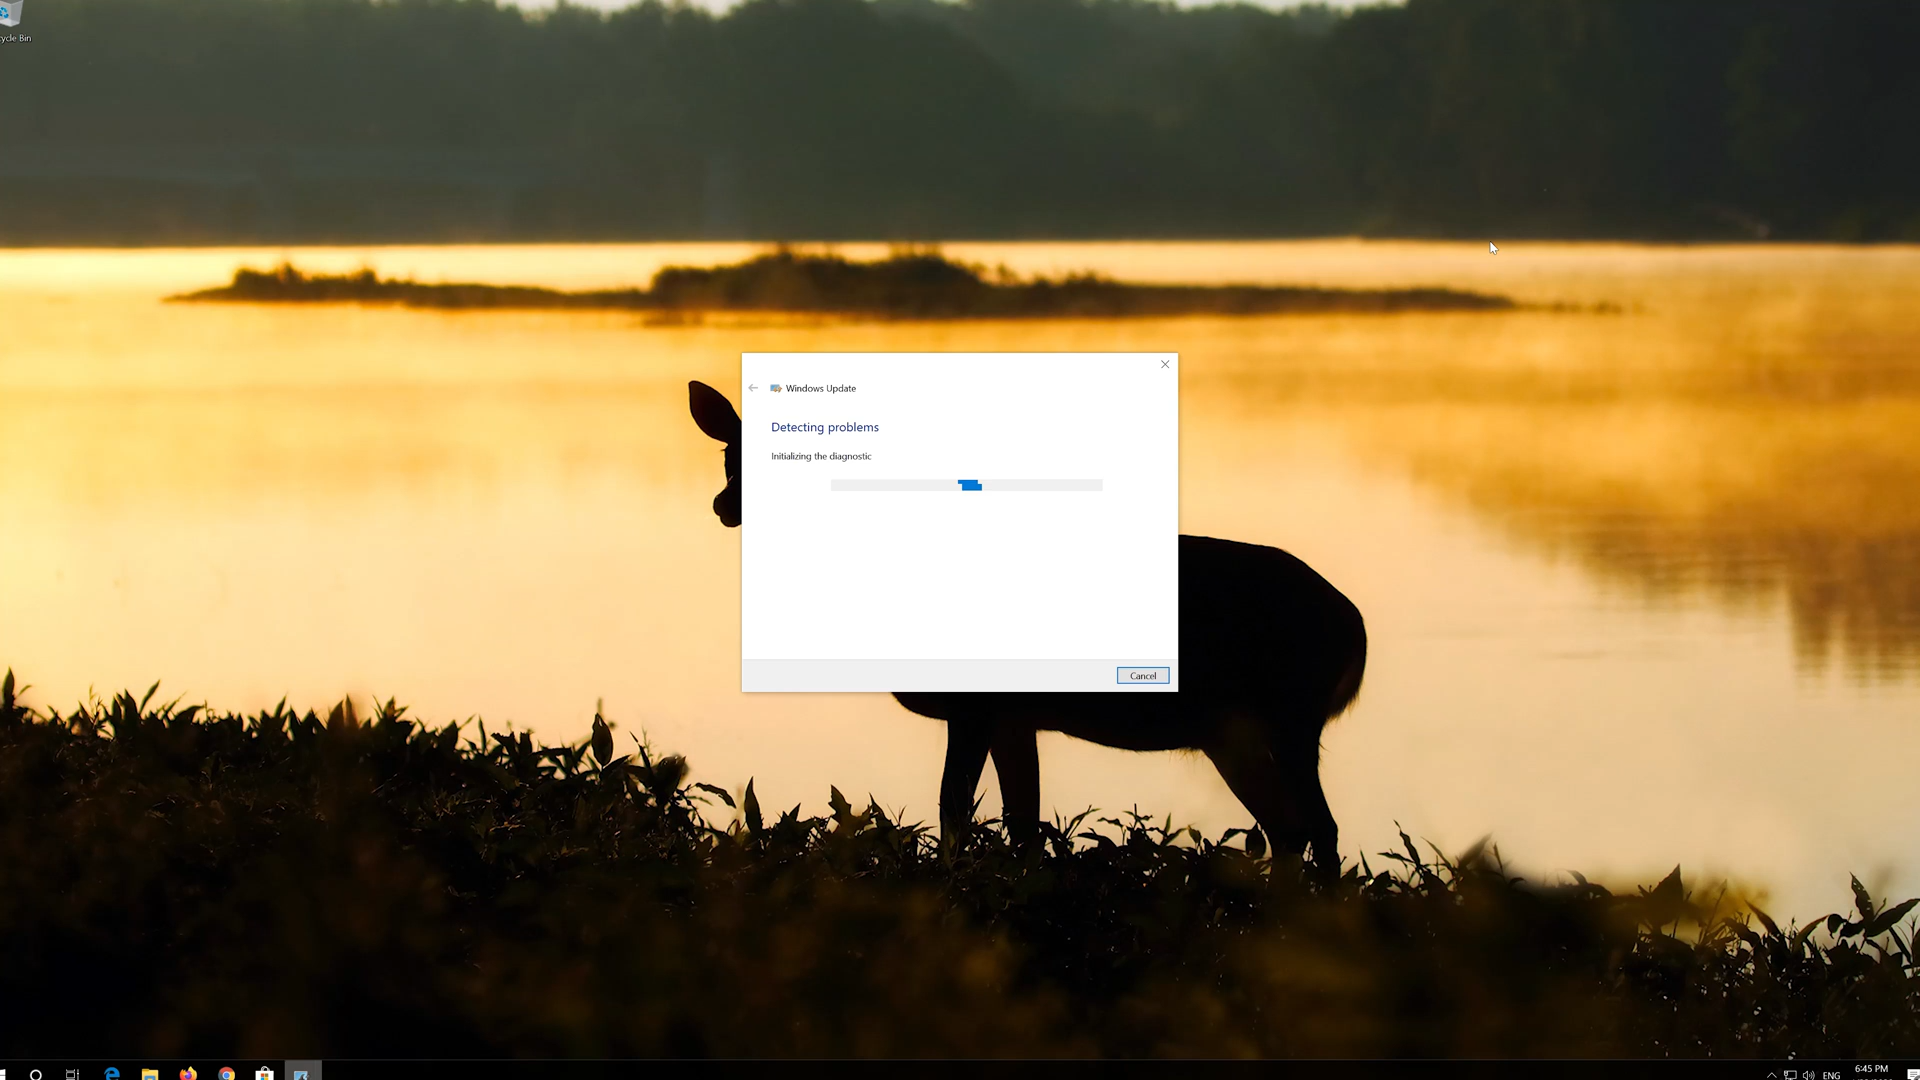 ycle Bin
Windows Update
Detecting problems
Initializing the diagnostic
Cancel
ENG
6:45 PM